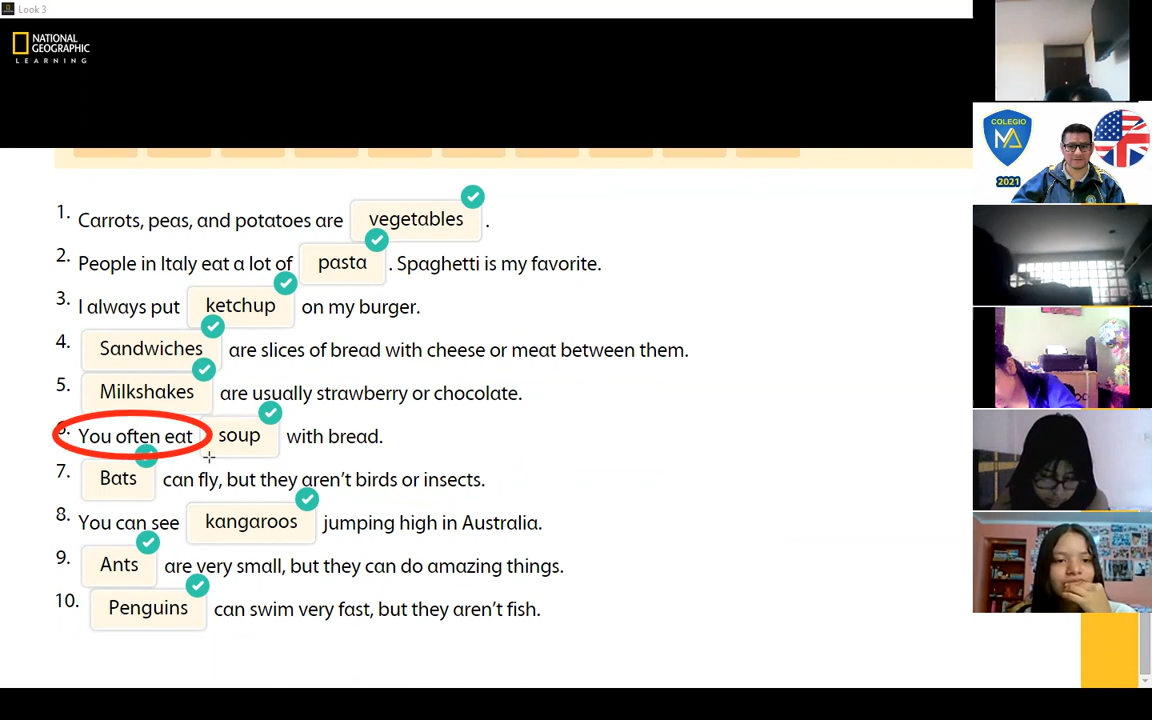 Look 3
NATIONAL
GEOGRAPHIC
LEARNING
COLEGIO
MA
2021
1. Carrots, peas, and potatoes are vegetables .
2. People in Italy eat a lot of pasta . Spaghetti is my favorite.
3. I always put ketchup on my burger.
4. Sandwiches are slices of bread with cheese or meat between them.
5. Milkshakes are usually strawberry or chocolate.
6. You often eat soup with bread.
7. Bats can fly, but they aren't birds or insects.
8. You can see kangaroos jumping high in Australia.
9. Ants are very small, but they can do amazing things.
10. Penguins can swim very fast, but they aren't fish.